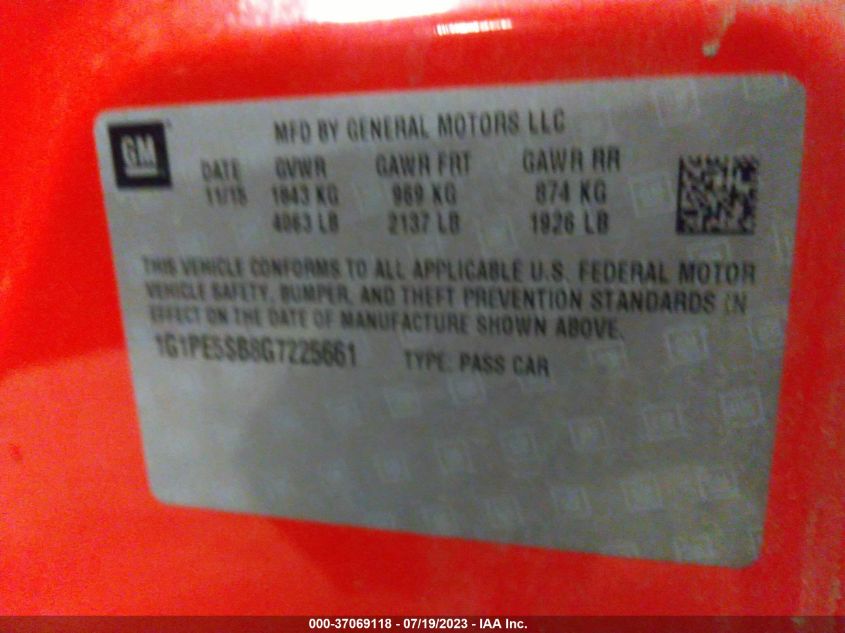 GM
MFD BY GENERAL MOTORS LLC
DATE GVWR GAWR FRT GAWR RR
11/15 1843 KG 969 KG 874 KG
4063 LB 2137 LB 1926 LB
THIS VEHICLE CONFORMS TO ALL APPLICABLE U.S. FEDERAL MOTOR
VEHICLE SAFETY, BUMPER, AND THEFT PREVENTION STANDARDS IN
EFFECT ON THE DATE OF MANUFACTURE SHOWN ABOVE.
1G1PE5SB8G7225661 TYPE: PASS CAR
000-37069118 - 07/19/2023 - IAA Inc.